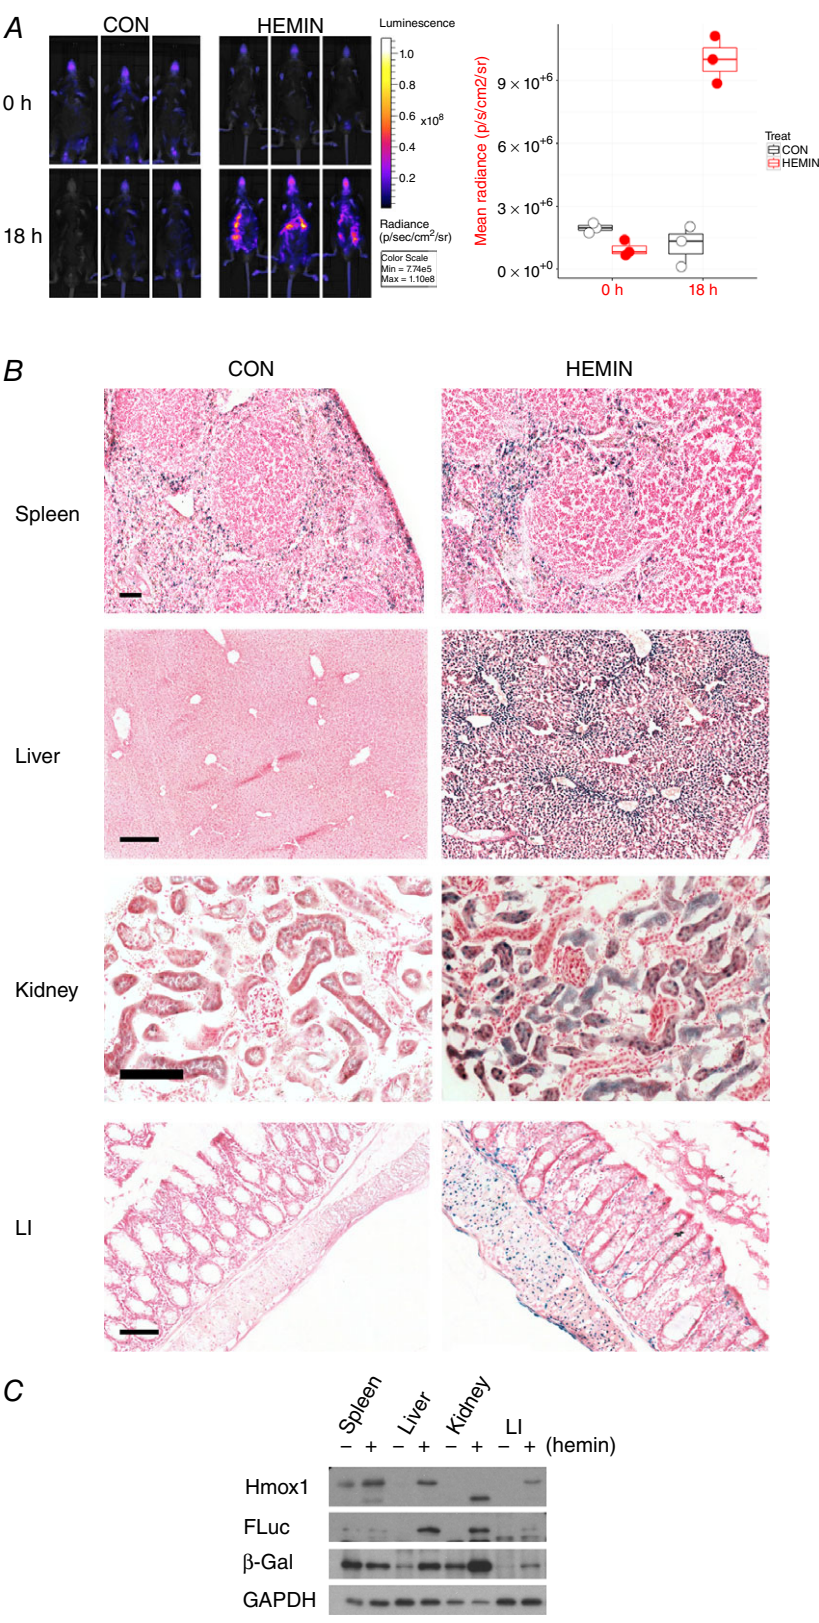 A
CON
HEMIN
0 h
18 h
Luminescence
1.0
0.8
0.6
x10⁸
0.4
0.2
Radiance
(p/sec/cm²/sr)
Color Scale
Min = 7.74e5
Max = 1.10e8
Mean radiance (p/s/cm2/sr)
9 × 10⁺⁶
6 × 10⁺⁶
3 × 10⁺⁶
0 × 10⁺⁰
0 h
18 h
Treat
CON
HEMIN
B
CON
HEMIN
Spleen
Liver
Kidney
LI
C
Spleen
Liver
Kidney
LI
– + – + – + – + (hemin)
Hmox1
FLuc
β-Gal
GAPDH